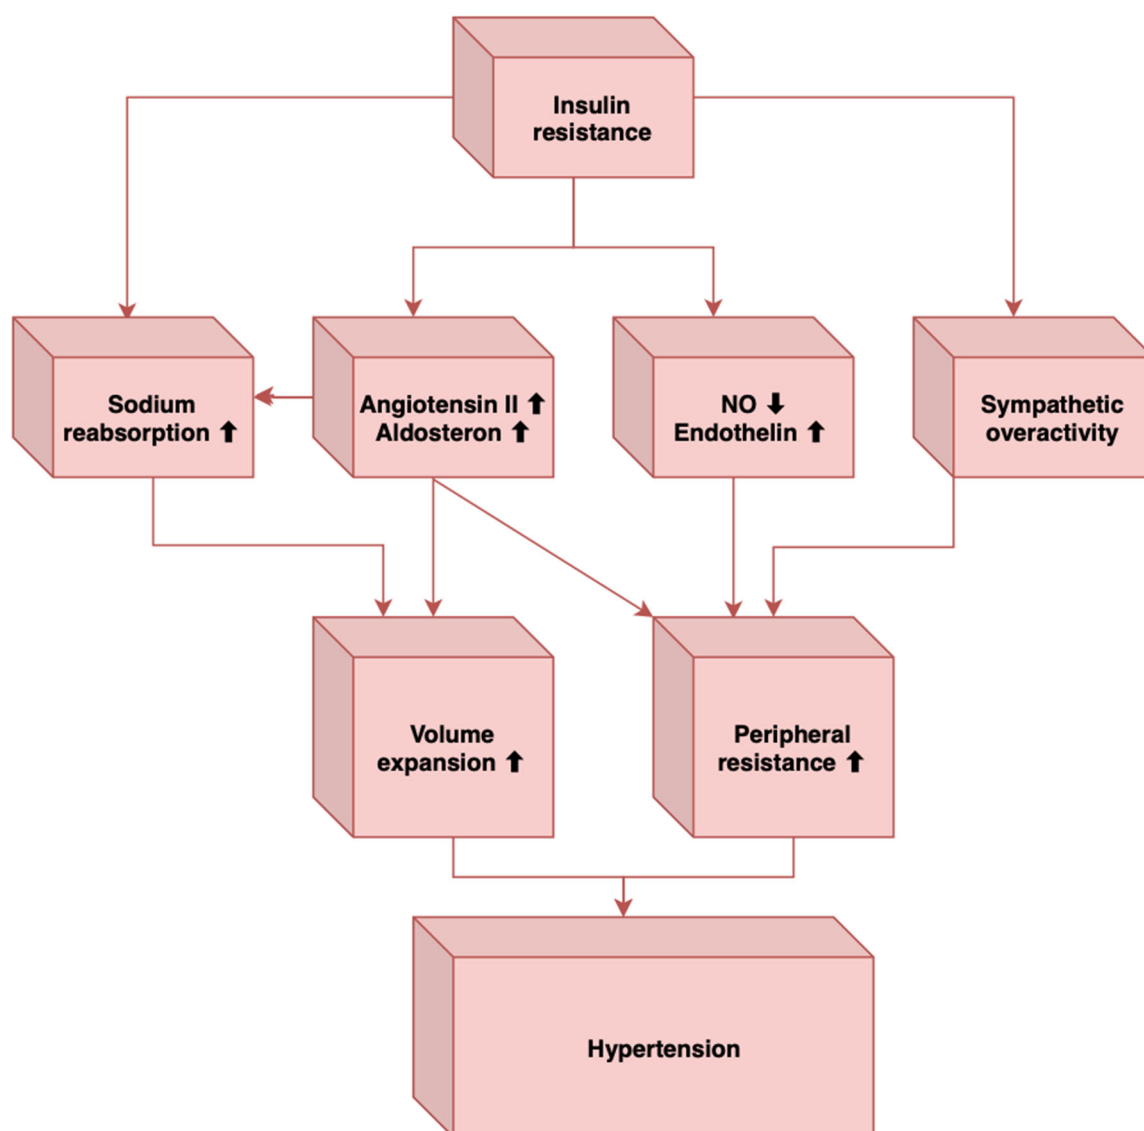 Insulin
resistance
Sodium
reabsorption ⬆
Angiotensin II ⬆
Aldosteron ⬆
NO ⬇
Endothelin ⬆
Sympathetic
overactivity
Volume
expansion ⬆
Peripheral
resistance ⬆
Hypertension